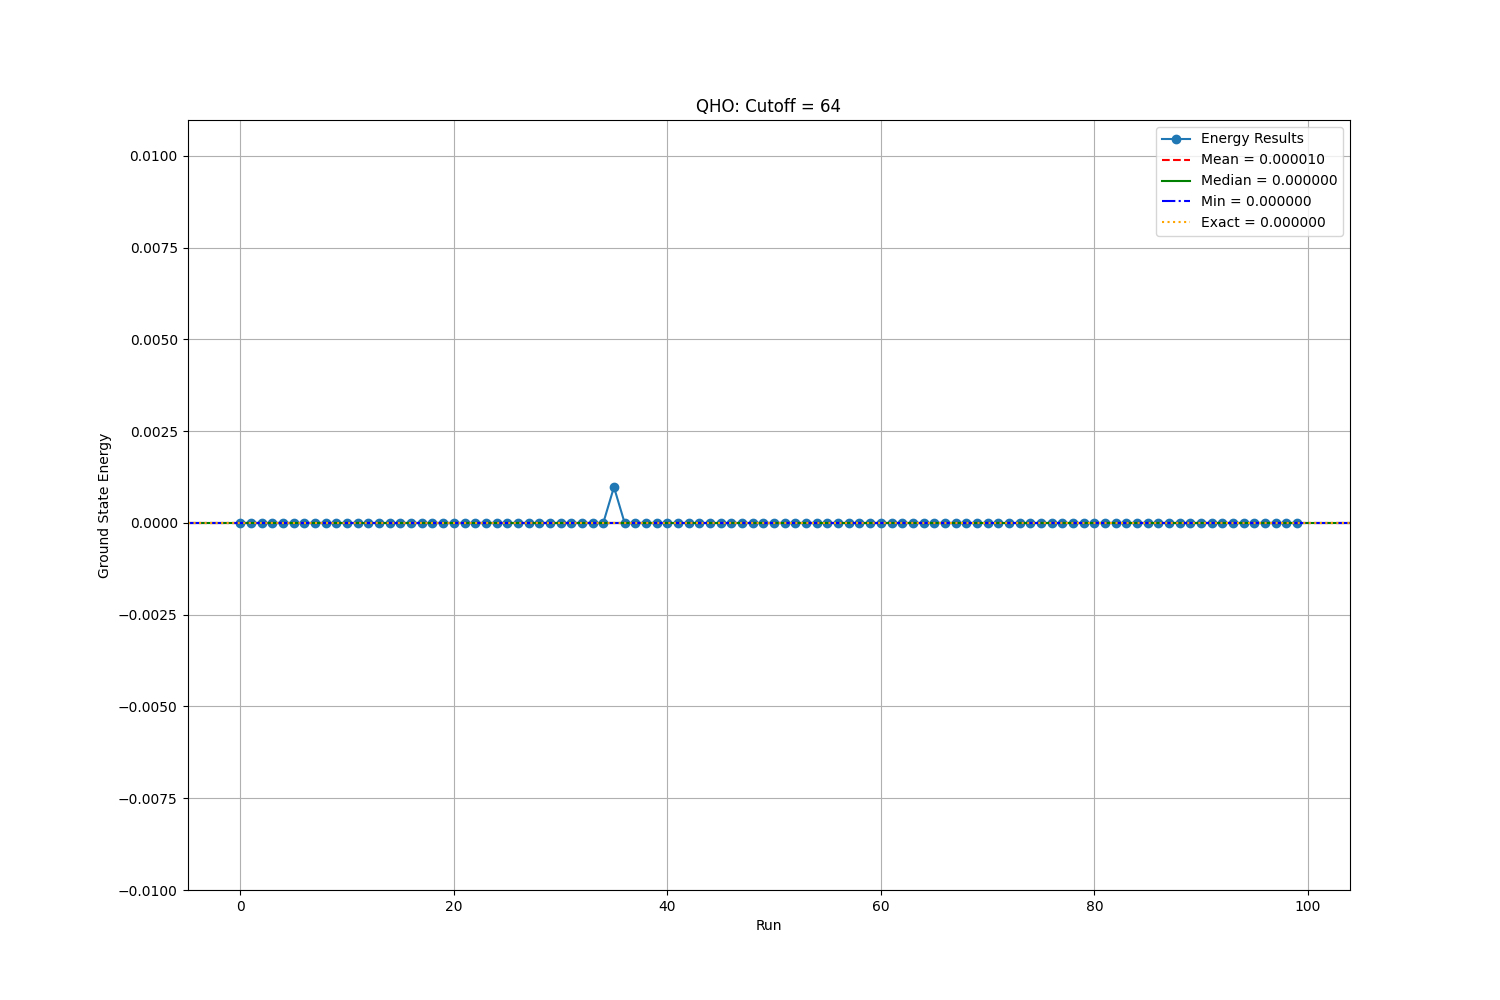 QHO: Cutoff = 64
Energy Results
Mean = 0.000010
Median = 0.000000
Min = 0.000000
Exact = 0.000000
0.0100
0.0075
0.0050
0.0025
0.0000
−0.0025
−0.0050
−0.0075
−0.0100
Ground State Energy
0 20 40 60 80 100
Run